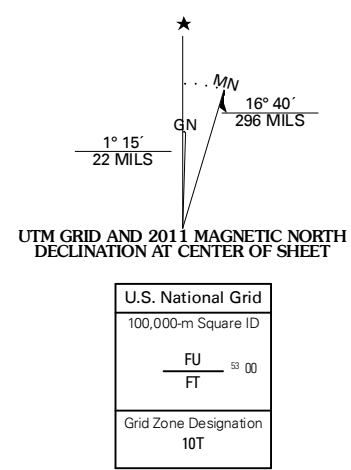 ★
MN
GN
16° 40´
296 MILS
1° 15´
22 MILS
UTM GRID AND 2011 MAGNETIC NORTH
DECLINATION AT CENTER OF SHEET
U.S. National Grid
100,000-m Square ID
FU
53 00
FT
Grid Zone Designation
10T